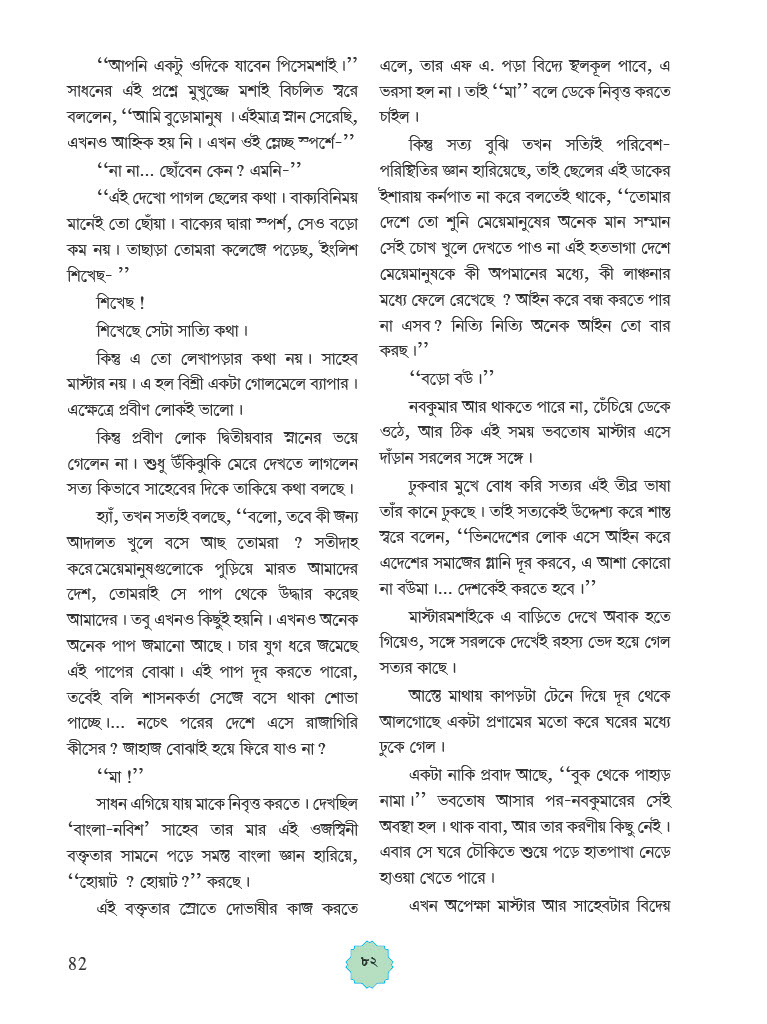 ‘‘আপনি একটু ওদিকে যাবেন পিসেমশাই।’’
সাধনের এই প্রশ্নে মুখুজ্জে মশাই বিচলিত স্বরে
বললেন, ‘‘আমি বুড়োমানুষ । এইমাত্র স্নান সেরেছি,
এখনও আহ্নিক হয় নি। এখন ওই ম্লেচ্ছ স্পর্শে-’’
‘‘না না... ছোঁবেন কেন ? এমনি-’’
‘‘এই দেখো পাগল ছেলের কথা। বাক্যবিনিময়
মানেই তো ছোঁয়া। বাক্যের দ্বারা স্পর্শ, সেও বড়ো
কম নয়। তাছাড়া তোমরা কলেজে পড়েছ, ইংলিশ
শিখেছ- ’’
শিখেছ !
শিখেছে সেটা সাত্যি কথা।
কিন্তু এ তো লেখাপড়ার কথা নয়। সাহেব
মাস্টার নয়। এ হল বিশ্রী একটা গোলমেলে ব্যাপার।
এক্ষেত্রে প্রবীণ লোকই ভালো।
কিন্তু প্রবীণ লোক দ্বিতীয়বার স্নানের ভয়ে
গেলেন না। শুধু উঁকিঝুকি মেরে দেখতে লাগলেন
সত্য কিভাবে সাহেবের দিকে তাকিয়ে কথা বলছে।
হ্যাঁ, তখন সত্যই বলছে, ‘‘বলো, তবে কী জন্য
আদালত খুলে বসে আছ তোমরা ? সতীদাহ
করে মেয়েমানুষগুলোকে পুড়িয়ে মারত আমাদের
দেশ, তোমরাই সে পাপ থেকে উদ্ধার করেছ
আমাদের। তবু এখনও কিছুই হয়নি। এখনও অনেক
অনেক পাপ জমানো আছে। চার যুগ ধরে জমেছে
এই পাপের বোঝা। এই পাপ দূর করতে পারো,
তবেই বলি শাসনকর্তা সেজে বসে থাকা শোভা
পাচ্ছে।... নচেৎ পরের দেশে এসে রাজাগিরি
কীসের ? জাহাজ বোঝাই হয়ে ফিরে যাও না ?
‘‘মা !’’
সাধন এগিয়ে যায় মাকে নিবৃত্ত করতে। দেখছিল
‘বাংলা-নবিশ’ সাহেব তার মার এই ওজস্বিনী
বক্তৃতার সামনে পড়ে সমস্ত বাংলা জ্ঞান হারিয়ে,
‘‘হোয়াট ? হোয়াট ?’’ করছে।
এই বক্তৃতার স্রোতে দোভাষীর কাজ করতে
এলে, তার এফ এ. পড়া বিদ্যে স্থলকূল পাবে, এ
ভরসা হল না। তাই ‘‘মা’’ বলে ডেকে নিবৃত্ত করতে
চাইল।
কিন্তু সত্য বুঝি তখন সত্যিই পরিবেশ-
পরিস্থিতির জ্ঞান হারিয়েছে, তাই ছেলের এই ডাকের
ইশারায় কর্নপাত না করে বলতেই থাকে, ‘‘তোমার
দেশে তো শুনি মেয়েমানুষের অনেক মান সম্মান
সেই চোখ খুলে দেখতে পাও না এই হতভাগা দেশে
মেয়েমানুষকে কী অপমানের মধ্যে, কী লাঞ্চনার
মধ্যে ফেলে রেখেছে ? আইন করে বন্ধ করতে পার
না এসব ? নিত্যি নিত্যি অনেক আইন তো বার
করছ।’’
‘‘বড়ো বউ।’’
নবকুমার আর থাকতে পারে না, চেঁচিয়ে ডেকে
ওঠে, আর ঠিক এই সময় ভবতোষ মাস্টার এসে
দাঁড়ান সরলের সঙ্গে সঙ্গে।
ঢুকবার মুখে বোধ করি সত্যর এই তীব্র ভাষা
তাঁর কানে ঢুকছে। তাই সত্যকেই উদ্দেশ্য করে শান্ত
স্বরে বলেন, ‘‘ভিনদেশের লোক এসে আইন করে
এদেশের সমাজের গ্লানি দূর করবে, এ আশা কোরো
না বউমা।... দেশকেই করতে হবে।’’
মাস্টারমশাইকে এ বাড়িতে দেখে অবাক হতে
গিয়েও, সঙ্গে সরলকে দেখেই রহস্য ভেদ হয়ে গেল
সত্যর কাছে।
আস্তে মাথায় কাপড়টা টেনে দিয়ে দূর থেকে
আলগোছে একটা প্রণামের মতো করে ঘরের মধ্যে
ঢুকে গেল।
একটা নাকি প্রবাদ আছে, ‘‘বুক থেকে পাহাড়
নামা।’’ ভবতোষ আসার পর-নবকুমারের সেই
অবস্থা হল। থাক বাবা, আর তার করণীয় কিছু নেই।
এবার সে ঘরে চৌকিতে শুয়ে পড়ে হাতপাখা নেড়ে
হাওয়া খেতে পারে।
এখন অপেক্ষা মাস্টার আর সাহেবটার বিদেয়
82
৮২